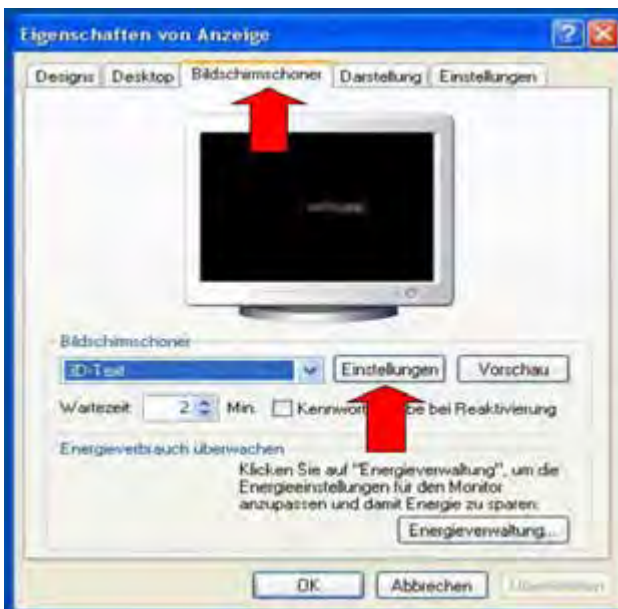 Eigenschaften von Anzeige
Designs Desktop Bildschirmschoner Darstellung Einstellungen
Bildschirmschoner
3D-Text Einstellungen Vorschau
Wartezeit 2 Min. bei Reaktivierung
Energieverbrauch überwachen
Klicken Sie auf "Energieverwaltung", um die
Energieeinstellungen für den Monitor
anzupassen und damit Energie zu sparen.
Energieverwaltung...
OK Abbrechen Übernehmen